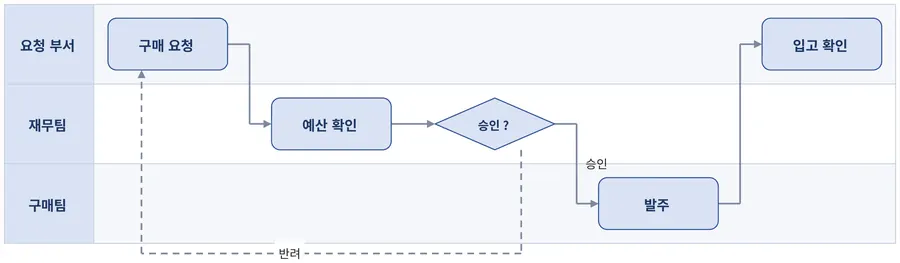 요청 부서
구매 요청
입고 확인
재무팀
예산 확인
승인 ?
승인
구매팀
발주
반려